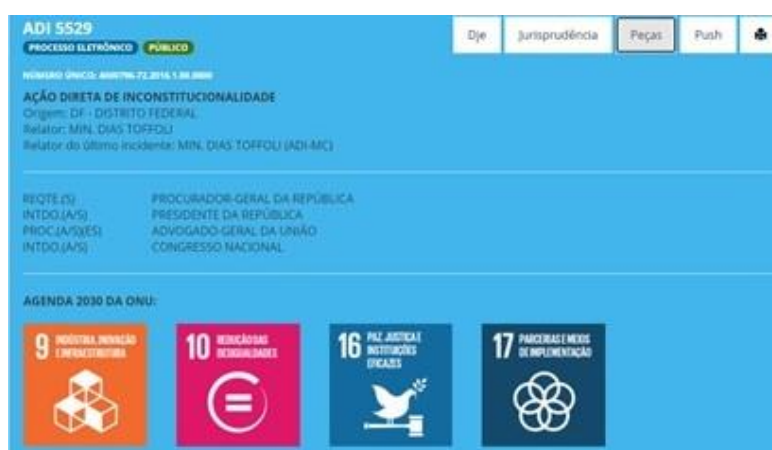 ADI 5529
Dje
Jurisprudência
Peças
Push
PROCESSO ELETRÔNICO
PÚBLICO
NÚMERO ÚNICO:
AÇÃO DIRETA DE INCONSTITUCIONALIDADE
Origem: DF - DISTRITO FEDERAL
Relator: MIN. DIAS TOFFOLI
Relator do último incidente: MIN. DIAS TOFFOLI (ADI-MC)
REQTE.(S) PROCURADOR-GERAL DA REPÚBLICA
INTDO.(A/S) PRESIDENTE DA REPÚBLICA
PROC.(A/S)(ES) ADVOGADO-GERAL DA UNIÃO
INTDO.(A/S) CONGRESSO NACIONAL
AGENDA 2030 DA ONU:
9 INDÚSTRIA, INOVAÇÃO
E INFRAESTRUTURA
10 REDUÇÃO DAS
DESIGUALDADES
16 PAZ, JUSTIÇA E
INSTITUIÇÕES
EFICAZES
17 PARCERIAS E MEIOS
DE IMPLEMENTAÇÃO